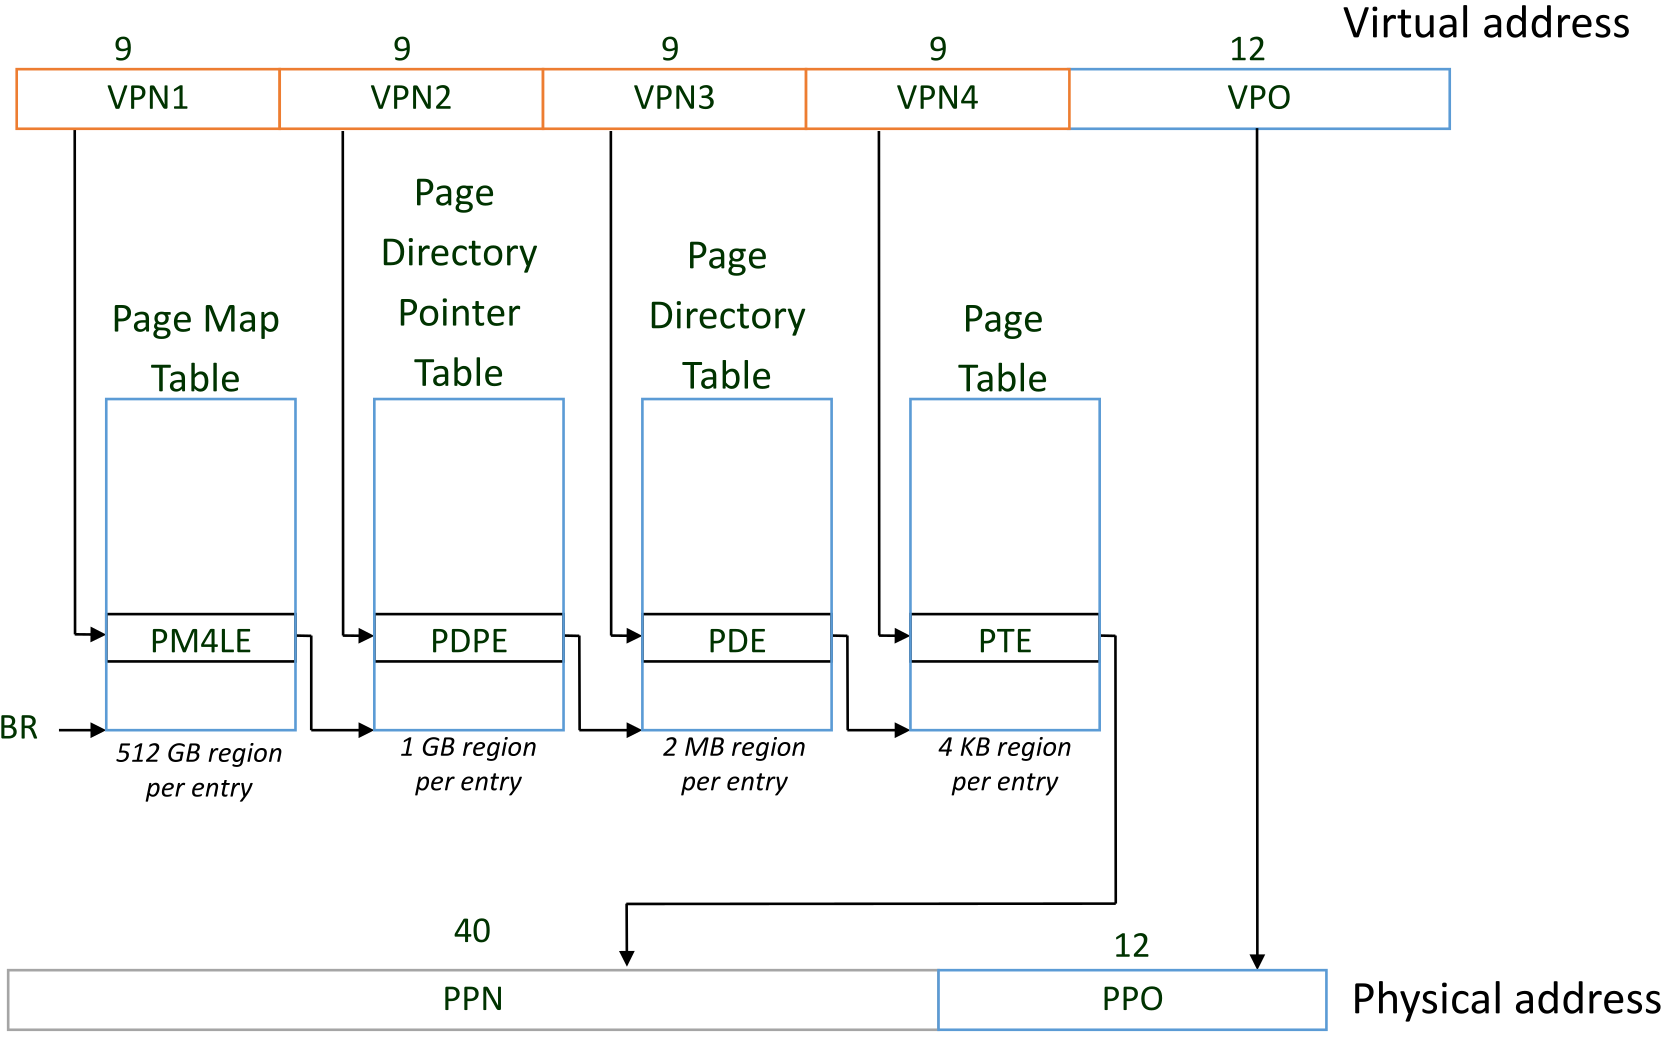 Virtual address
9
9
9
9
12
VPN1
VPN2
VPN3
VPN4
VPO
Page Map
Table
Page
Directory
Pointer
Table
Page
Directory
Table
Page
Table
PM4LE
PDPE
PDE
PTE
BR
512 GB region
per entry
1 GB region
per entry
2 MB region
per entry
4 KB region
per entry
40
12
PPN
PPO
Physical address